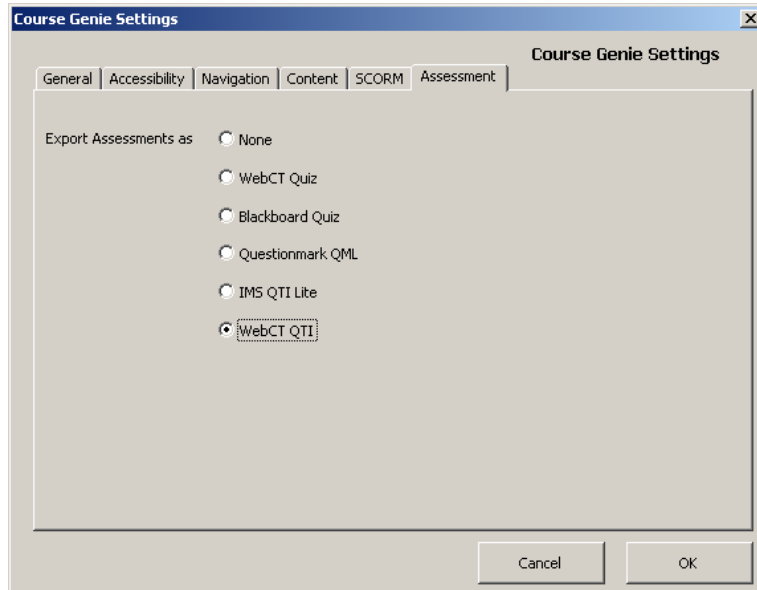 Course Genie Settings
Course Genie Settings
General Accessibility Navigation Content SCORM Assessment
Export Assessments as None
WebCT Quiz
Blackboard Quiz
Questionmark QML
IMS QTI Lite
WebCT QTI
Cancel OK